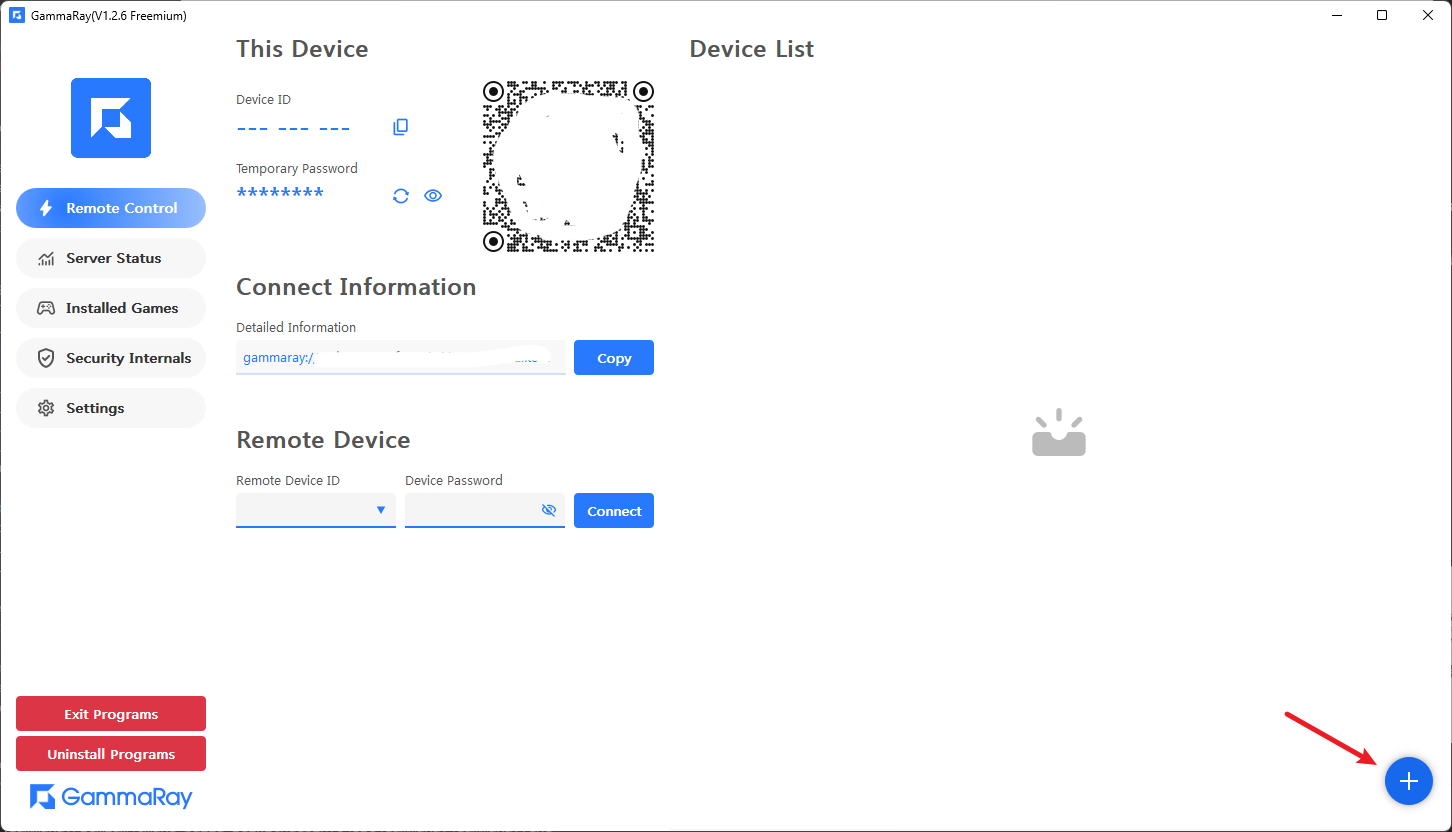 GammaRay(V1.2.6 Freemium)
Remote Control
Server Status
Installed Games
Security Internals
Settings
Exit Programs
Uninstall Programs
GammaRay
This Device
Device ID
--- --- ---
Temporary Password
********
Connect Information
Detailed Information
gammaray:/
Copy
Remote Device
Remote Device ID
Device Password
Connect
Device List